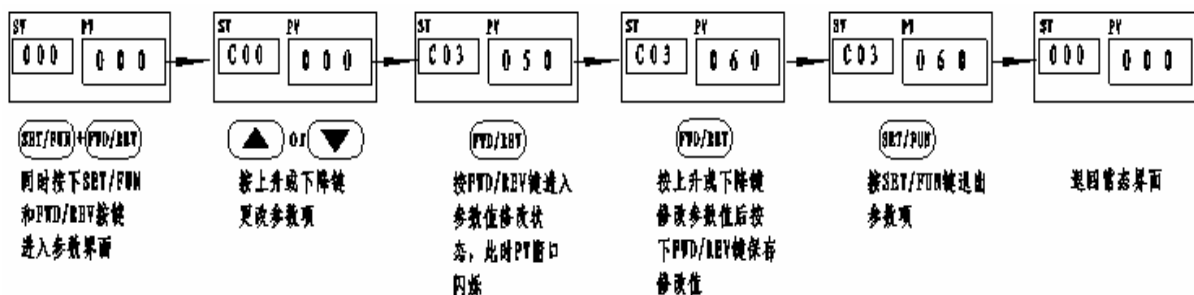 SV PV
000 000
SV PV
C00 000
SV PV
C03 050
SV PV
C03 060
SV PV
C03 060
SV PV
000 000
SET/FUN + FWD/REV
同时按下SET/FUN
和FWD/REV按键
进入参数界面
▲ or ▼
按上升或下降键
更改参数项
FWD/REV
按FWD/REV键进入
参数值修改状
态，此时PV窗口
闪烁
FWD/REV
按上升或下降键
修改参数值后按
下FWD/REV键保存
修改值
SET/FUN
按SET/FUN键退出
参数项
退回常态界面